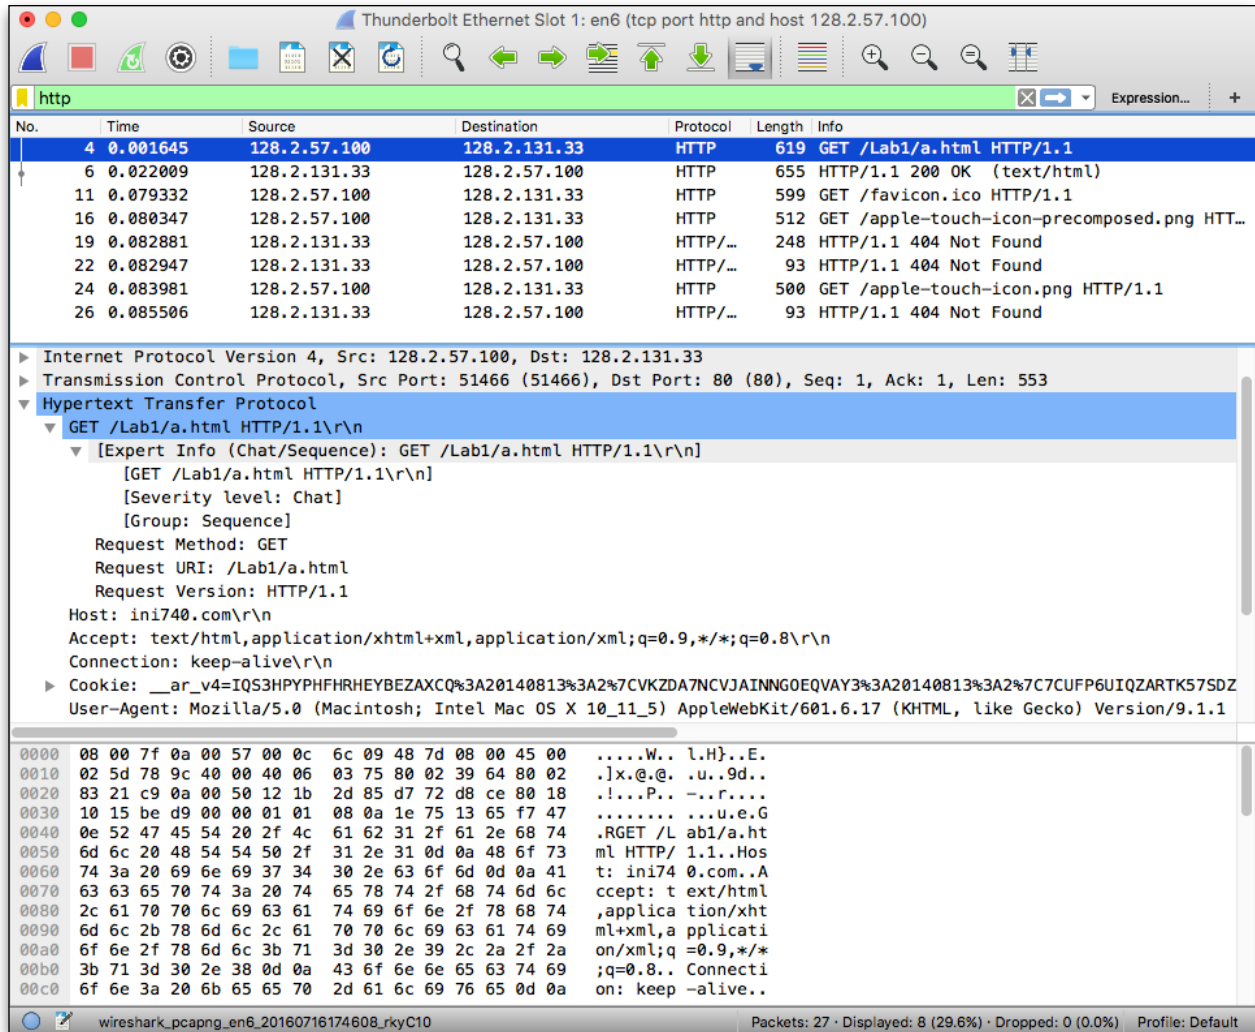 Thunderbolt Ethernet Slot 1: en6 (tcp port http and host 128.2.57.100)
http Expression... +
No. Time Source Destination Protocol Length Info
4 0.001645 128.2.57.100 128.2.131.33 HTTP 619 GET /Lab1/a.html HTTP/1.1
6 0.022009 128.2.131.33 128.2.57.100 HTTP 655 HTTP/1.1 200 OK (text/html)
11 0.079332 128.2.57.100 128.2.131.33 HTTP 599 GET /favicon.ico HTTP/1.1
16 0.080347 128.2.57.100 128.2.131.33 HTTP 512 GET /apple-touch-icon-precomposed.png HTT…
19 0.082881 128.2.131.33 128.2.57.100 HTTP/… 248 HTTP/1.1 404 Not Found
22 0.082947 128.2.131.33 128.2.57.100 HTTP/… 93 HTTP/1.1 404 Not Found
24 0.083981 128.2.57.100 128.2.131.33 HTTP 500 GET /apple-touch-icon.png HTTP/1.1
26 0.085506 128.2.131.33 128.2.57.100 HTTP/… 93 HTTP/1.1 404 Not Found
Internet Protocol Version 4, Src: 128.2.57.100, Dst: 128.2.131.33
Transmission Control Protocol, Src Port: 51466 (51466), Dst Port: 80 (80), Seq: 1, Ack: 1, Len: 553
Hypertext Transfer Protocol
GET /Lab1/a.html HTTP/1.1\r\n
[Expert Info (Chat/Sequence): GET /Lab1/a.html HTTP/1.1\r\n]
[GET /Lab1/a.html HTTP/1.1\r\n]
[Severity level: Chat]
[Group: Sequence]
Request Method: GET
Request URI: /Lab1/a.html
Request Version: HTTP/1.1
Host: ini740.com\r\n
Accept: text/html,application/xhtml+xml,application/xml;q=0.9,*/*;q=0.8\r\n
Connection: keep-alive\r\n
Cookie: __ar_v4=IQS3HPYPHFHRHEYBEZAXCQ%3A20140813%3A2%7CVKZDA7NCVJAINNGOEQVAY3%3A20140813%3A2%7C7CUFP6UIQZARTK57SDZ
User-Agent: Mozilla/5.0 (Macintosh; Intel Mac OS X 10_11_5) AppleWebKit/601.6.17 (KHTML, like Gecko) Version/9.1.1
0000 08 00 7f 0a 00 57 00 0c 6c 09 48 7d 08 00 45 00 .....W.. l.H}..E.
0010 02 5d 78 9c 40 00 40 06 03 75 80 02 39 64 80 02 .]x.@.@. .u..9d..
0020 83 21 c9 0a 00 50 12 1b 2d 85 d7 72 d8 ce 80 18 .!...P.. -..r....
0030 10 15 be d9 00 00 01 01 08 0a 1e 75 13 65 f7 47 ........ ...u.e.G
0040 0e 52 47 45 54 20 2f 4c 61 62 31 2f 61 2e 68 74 .RGET /L ab1/a.ht
0050 6d 6c 20 48 54 54 50 2f 31 2e 31 0d 0a 48 6f 73 ml HTTP/ 1.1..Hos
0060 74 3a 20 69 6e 69 37 34 30 2e 63 6f 6d 0d 0a 41 t: ini74 0.com..A
0070 63 63 65 70 74 3a 20 74 65 78 74 2f 68 74 6d 6c ccept: t ext/html
0080 2c 61 70 70 6c 69 63 61 74 69 6f 6e 2f 78 68 74 ,applica tion/xht
0090 6d 6c 2b 78 6d 6c 2c 61 70 70 6c 69 63 61 74 69 ml+xml,a pplicati
00a0 6f 6e 2f 78 6d 6c 3b 71 3d 30 2e 39 2c 2a 2f 2a on/xml;q =0.9,*/*
00b0 3b 71 3d 30 2e 38 0d 0a 43 6f 6e 6e 65 63 74 69 ;q=0.8.. Connecti
00c0 6f 6e 3a 20 6b 65 65 70 2d 61 6c 69 76 65 0d 0a on: keep -alive..
wireshark_pcapng_en6_20160716174608_rkyC10 Packets: 27 · Displayed: 8 (29.6%) · Dropped: 0 (0.0%) Profile: Default